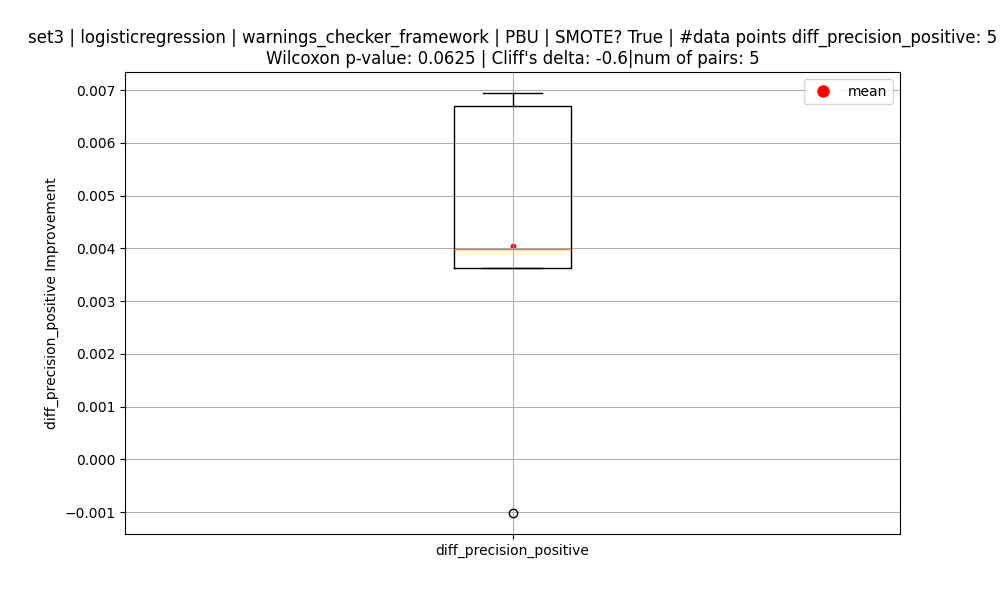 set3 | logisticregression | warnings_checker_framework | PBU | SMOTE? True | #data points diff_precision_positive: 5
Wilcoxon p-value: 0.0625 | Cliff's delta: -0.6|num of pairs: 5
mean
0.007
0.006
0.005
0.004
0.003
0.002
0.001
0.000
−0.001
diff_precision_positive Improvement
diff_precision_positive